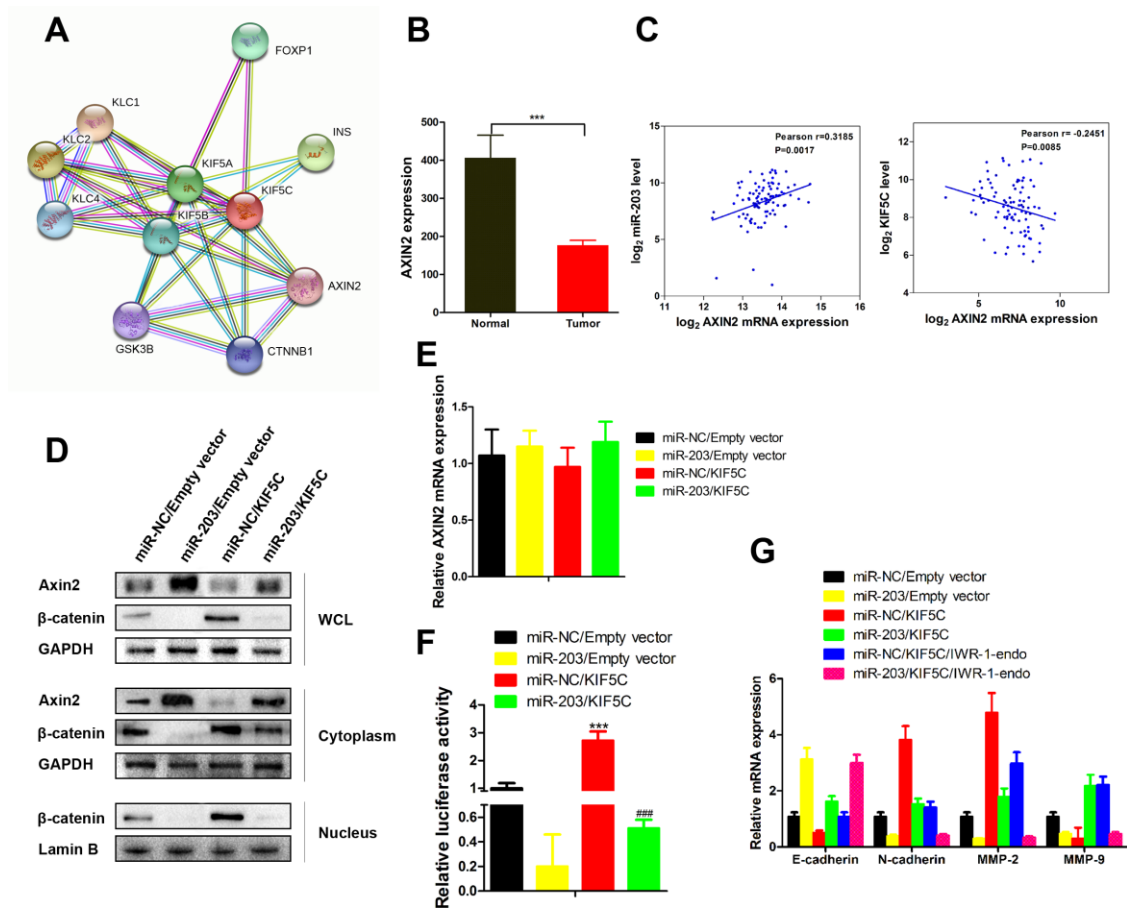 A
FOXP1
KLC1
INS
KLC2
KIF5A
KIF5C
KLC4
KIF5B
AXIN2
GSK3B
CTNNB1
B
***
AXIN2 expression
500
400
300
200
100
0
Normal
Tumor
C
Pearson r=0.3185
P=0.0017
log2 miR-203 level
15
10
5
0
11
12
13
14
15
16
log2 AXIN2 mRNA expression
Pearson r= -0.2451
P=0.0085
log2 KIF5C level
12
10
8
6
4
5
10
log2 AXIN2 mRNA expression
D
miR-NC/Empty vector
miR-203/Empty vector
miR-NC/KIF5C
miR-203/KIF5C
Axin2
β-catenin
GAPDH
WCL
Axin2
β-catenin
GAPDH
Cytoplasm
β-catenin
Lamin B
Nucleus
E
Relative AXIN2 mRNA expression
1.5
1.0
0.5
0.0
miR-NC/Empty vector
miR-203/Empty vector
miR-NC/KIF5C
miR-203/KIF5C
F
miR-NC/Empty vector
miR-203/Empty vector
miR-NC/KIF5C
miR-203/KIF5C
Relative luciferase activity
4
3
2
1
0.6
0.4
0.2
0.0
***
###
G
miR-NC/Empty vector
miR-203/Empty vector
miR-NC/KIF5C
miR-203/KIF5C
miR-NC/KIF5C/IWR-1-endo
miR-203/KIF5C/IWR-1-endo
Relative mRNA expression
6
4
2
0
E-cadherin
N-cadherin
MMP-2
MMP-9